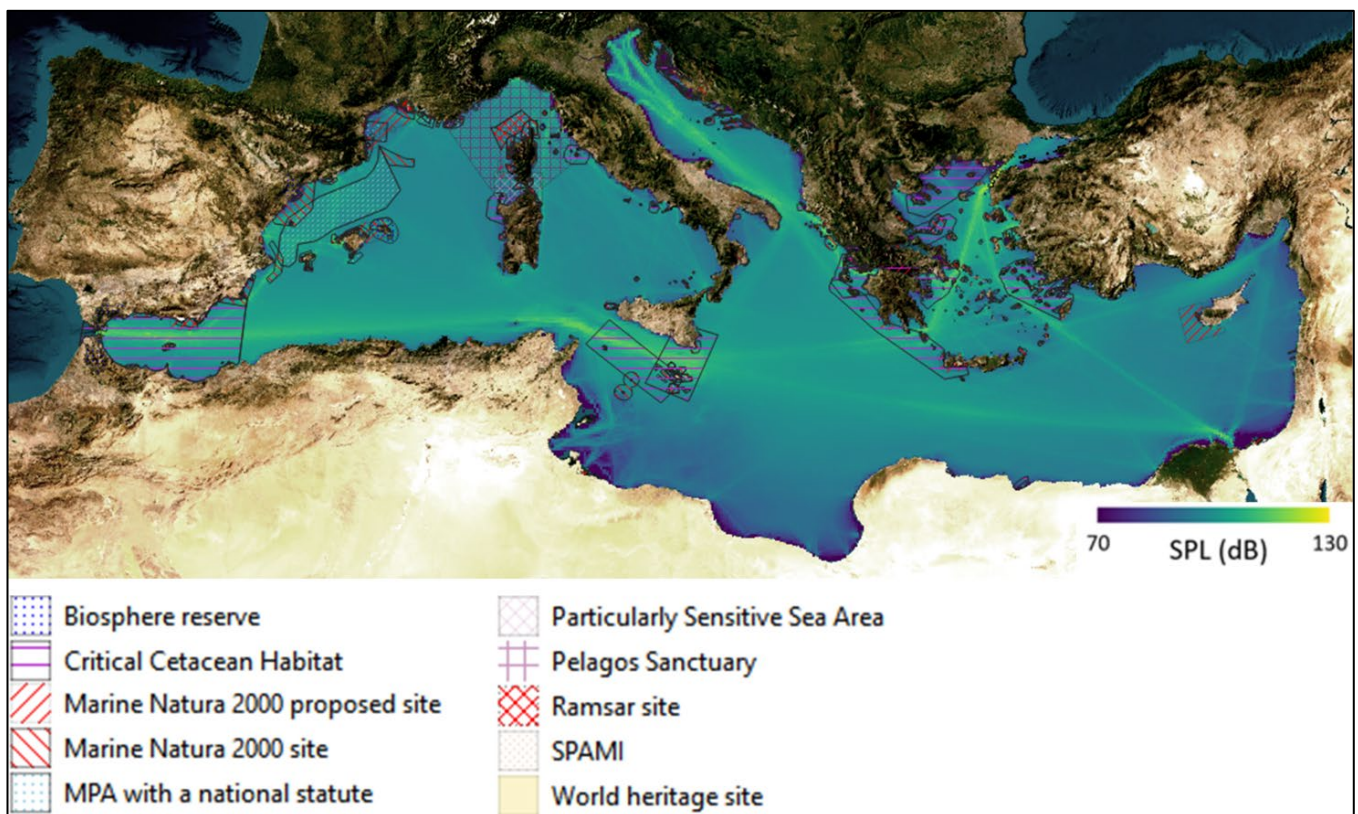 70 SPL (dB) 130
Biosphere reserve
Critical Cetacean Habitat
Marine Natura 2000 proposed site
Marine Natura 2000 site
MPA with a national statute
Particularly Sensitive Sea Area
Pelagos Sanctuary
Ramsar site
SPAMI
World heritage site